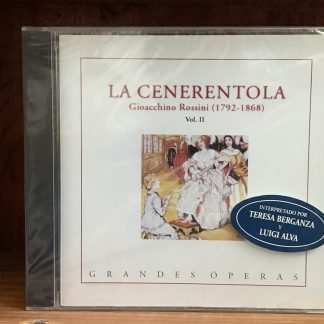 LA CENERENTOLA
Gioacchino Rossini (1792-1868)
Vol. II
INTERPRETADO POR
TERESA BERGANZA
Y
LUIGI ALVA
GRANDES ÓPERAS